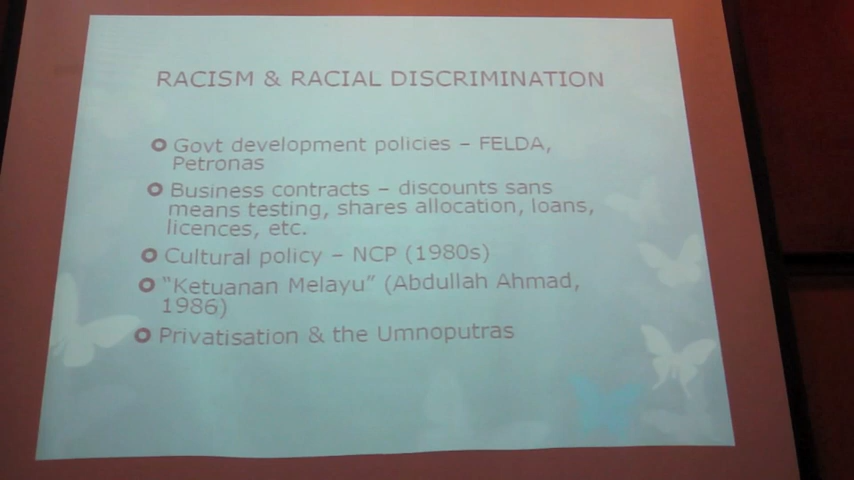 RACISM & RACIAL DISCRIMINATION
Govt development policies – FELDA,
Petronas
Business contracts – discounts sans
means testing, shares allocation, loans,
licences, etc.
Cultural policy – NCP (1980s)
“Ketuanan Melayu” (Abdullah Ahmad,
1986)
Privatisation & the Umnoputras